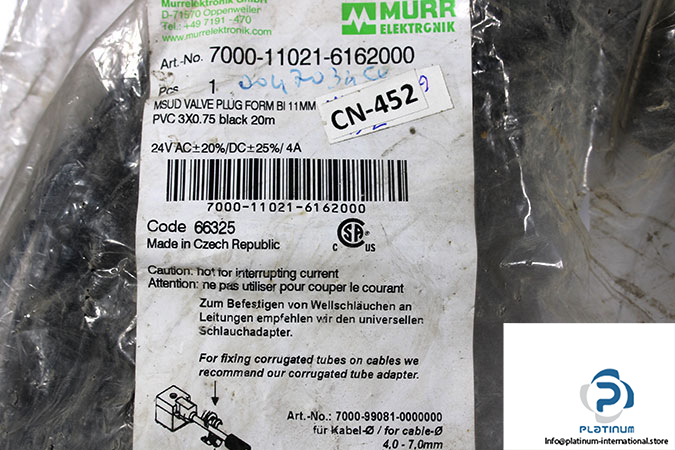 Murrelektronik GmbH
D-71570 Oppenweiler
Tel.: +49 7191 - 470
www.murrelektronik.com
MURR
ELEKTRONIK
Art.-No. 7000-11021-6162000
Pcs 1
MSUD VALVE PLUG FORM BI 11MM
PVC 3X0.75 black 20m
CN-452
24V AC±20%/DC±25%/ 4A
7000-11021-6162000
Code 66325
Made in Czech Republic
C SA US
Caution: not for interrupting current
Attention: ne pas utiliser pour couper le courant
Zum Befestigen von Wellschläuchen an
Leitungen empfehlen wir den universellen
Schlauchadapter.
For fixing corrugated tubes on cables we
recommend our corrugated tube adapter.
Art.-No.: 7000-99081-0000000
für Kabel-Ø / for cable-Ø
4,0 - 7,0mm
PLATINUM
info@platinum-international.store